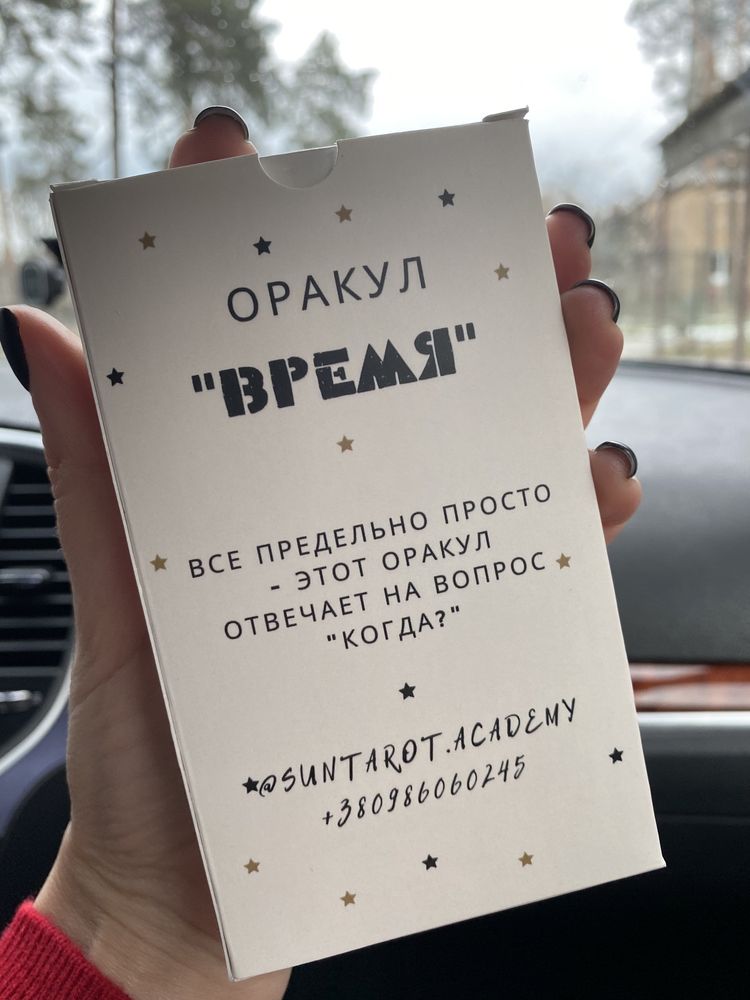 ОРАКУЛ
"ВРЕМЯ"
ВСЕ ПРЕДЕЛЬНО ПРОСТО
- ЭТОТ ОРАКУЛ
ОТВЕЧАЕТ НА ВОПРОС
"КОГДА?"
@SUNTAROT.ACADEMY
+380986060245